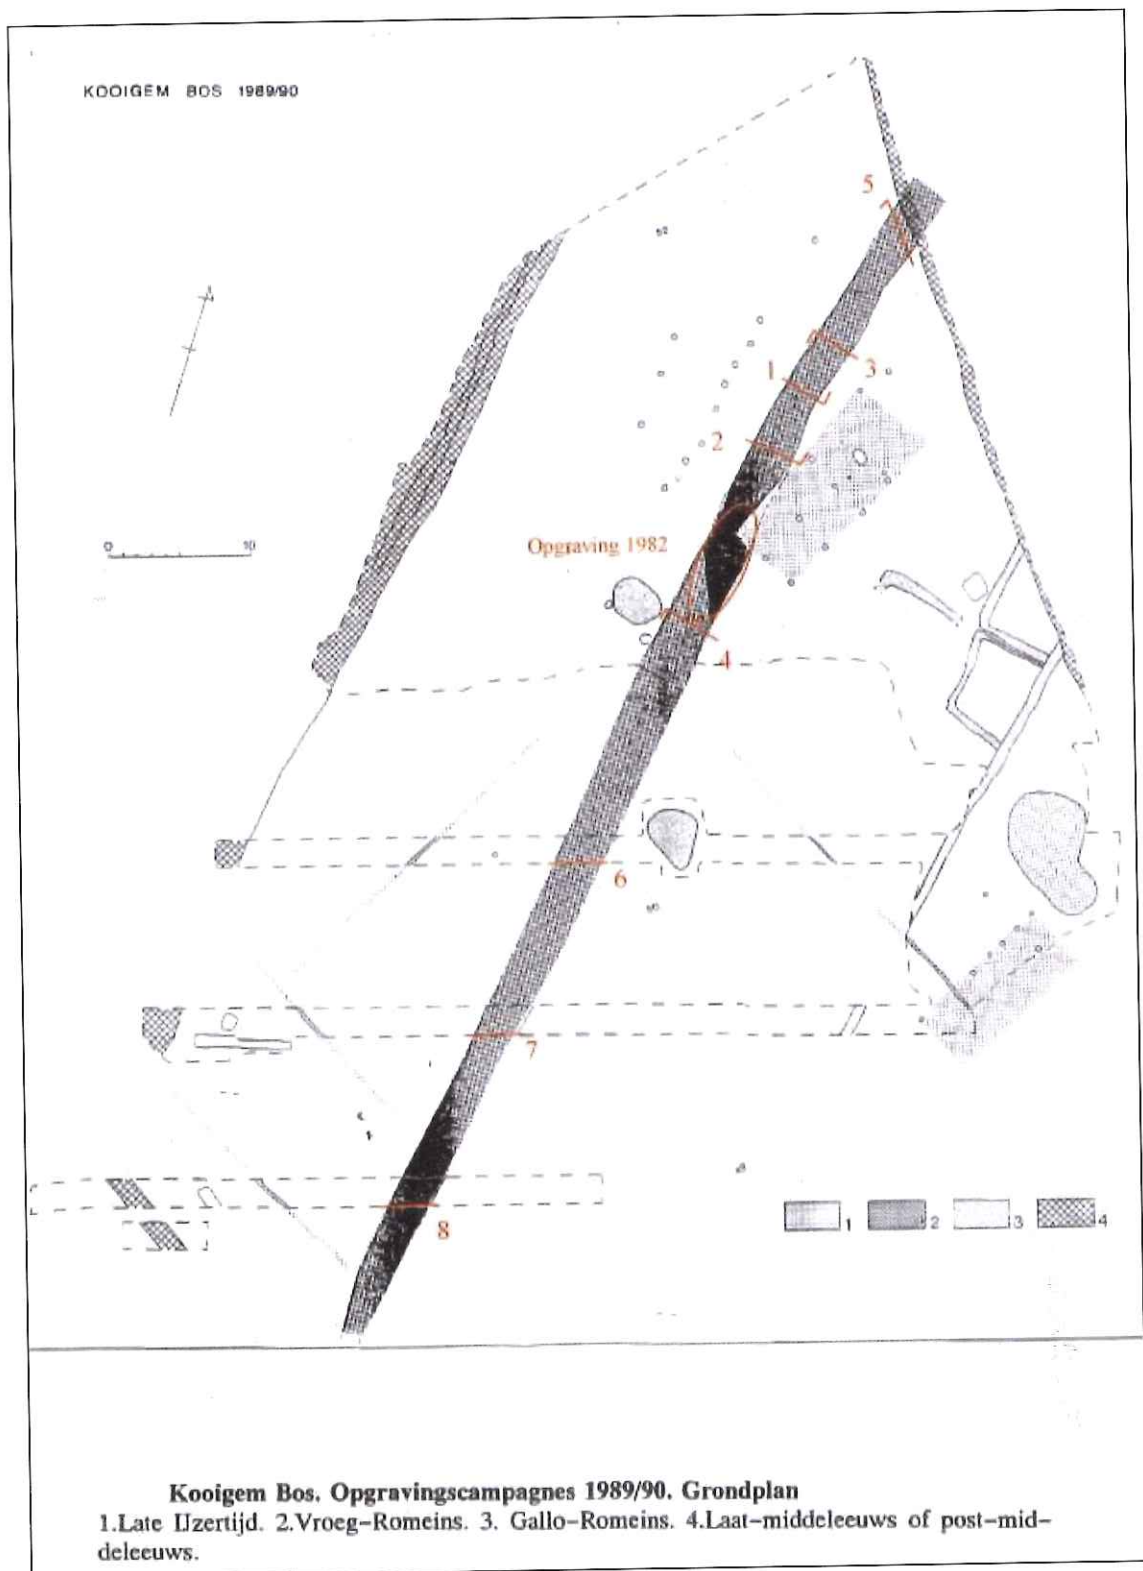 KOOIGEM BOS 1989/90
5
3
1
2
Opgraving 1982
0 10
4
6
7
8
1 2 3 4
Kooigem Bos. Opgravingscampagnes 1989/90. Grondplan
1.Late IJzertijd. 2.Vroeg-Romeins. 3. Gallo-Romeins. 4.Laat-middeleeuws of post-mid-
deleeuws.